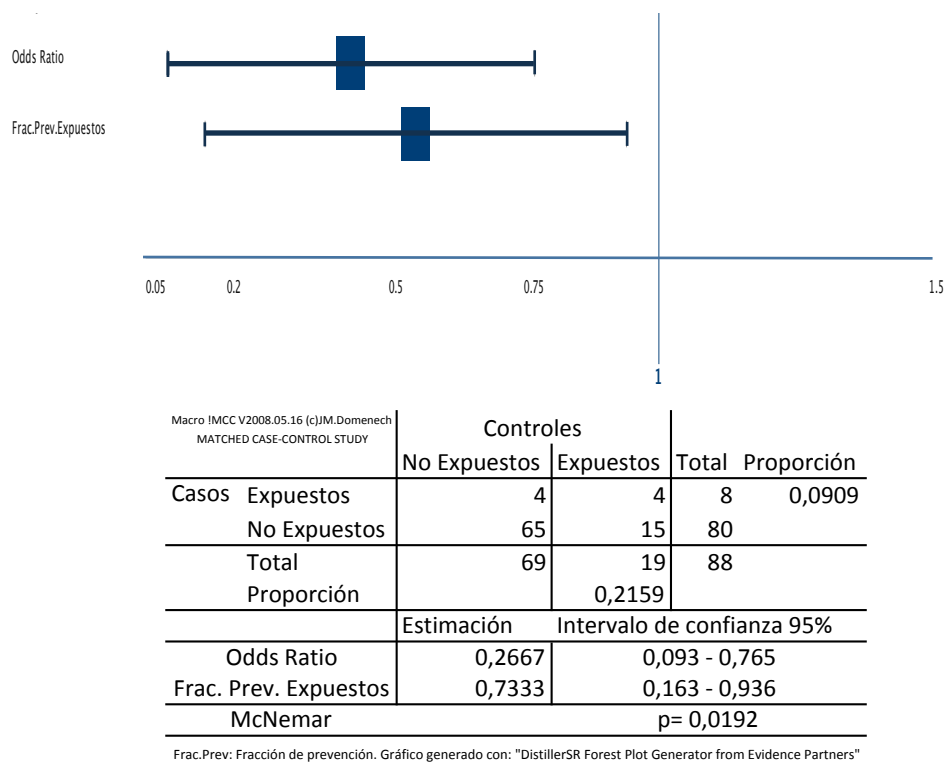 Odds Ratio
Frac.Prev.Expuestos
0.05 0.2 0.5 0.75 1.5
1
Macro !MCC V2008.05.16 (c)JM.Domenech
MATCHED CASE-CONTROL STUDY
Controles
No Expuestos Expuestos Total Proporción
Casos Expuestos 4 4 8 0,0909
No Expuestos 65 15 80
Total 69 19 88
Proporción 0,2159
Estimación Intervalo de confianza 95%
Odds Ratio 0,2667 0,093 - 0,765
Frac. Prev. Expuestos 0,7333 0,163 - 0,936
McNemar p= 0,0192
Frac.Prev: Fracción de prevención. Gráfico generado con: "DistillerSR Forest Plot Generator from Evidence Partners"